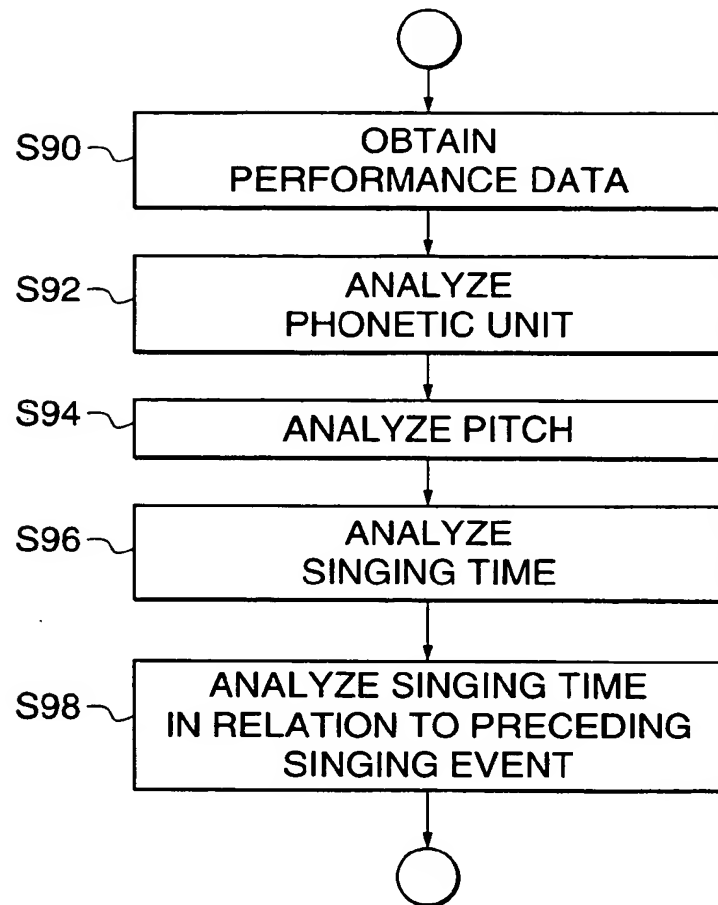 S90
OBTAIN
PERFORMANCE DATA
S92
ANALYZE
PHONETIC UNIT
S94
ANALYZE PITCH
S96
ANALYZE
SINGING TIME
S98
ANALYZE SINGING TIME
IN RELATION TO PRECEDING
SINGING EVENT